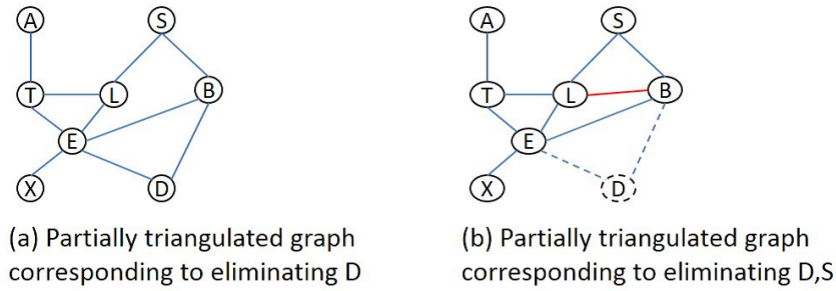 A S A S
T L B T L B
E E
X D X D
(a) Partially triangulated graph
corresponding to eliminating D
(b) Partially triangulated graph
corresponding to eliminating D,S